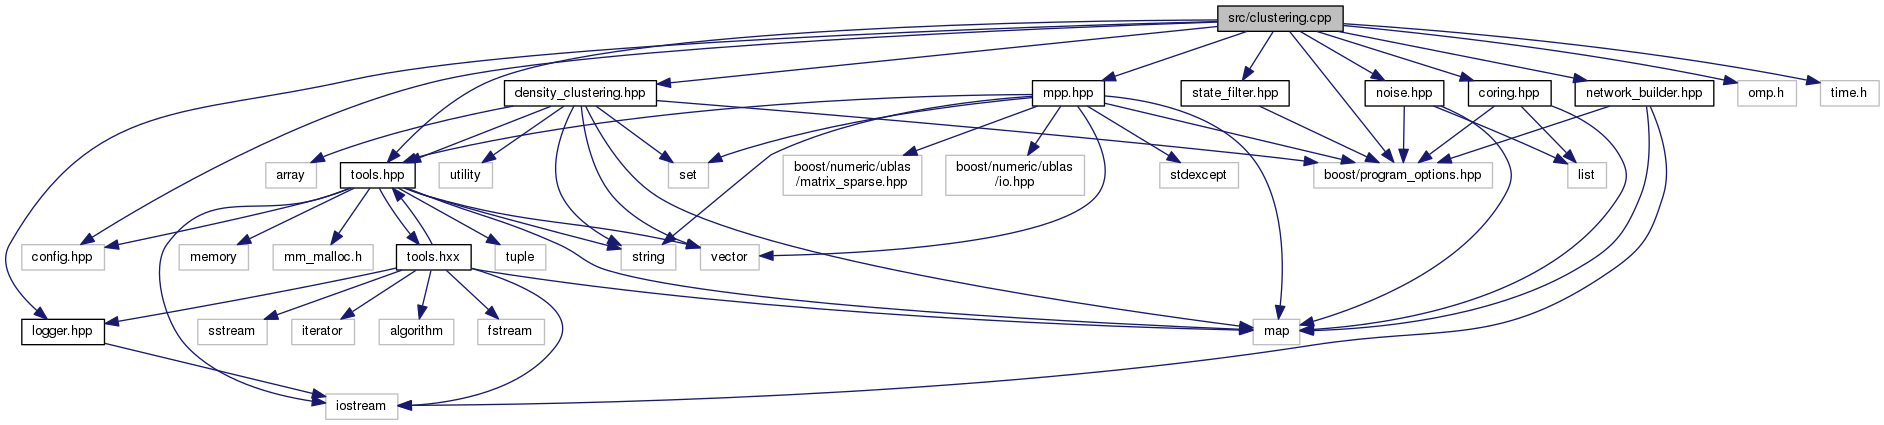 src/clustering.cpp
density_clustering.hpp
mpp.hpp
state_filter.hpp
noise.hpp
coring.hpp
network_builder.hpp
omp.h
time.h
array
tools.hpp
utility
set
boost/numeric/ublas
/matrix_sparse.hpp
boost/numeric/ublas
/io.hpp
stdexcept
boost/program_options.hpp
list
config.hpp
memory
mm_malloc.h
tools.hxx
tuple
string
vector
logger.hpp
sstream
iterator
algorithm
fstream
map
iostream